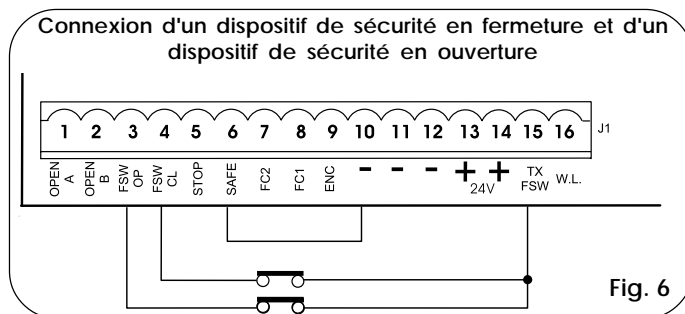 Connexion d'un dispositif de sécurité en fermeture et d'un
dispositif de sécurité en ouverture
1 2 3 4 5 6 7 8 9 10 11 12 13 14 15 16 J1
OPEN A
OPEN B
FSW OP
FSW CL
STOP
SAFE
FC2
FC1
ENC
-
-
-
+
+
24V
TX
FSW
W.L.
Fig. 6